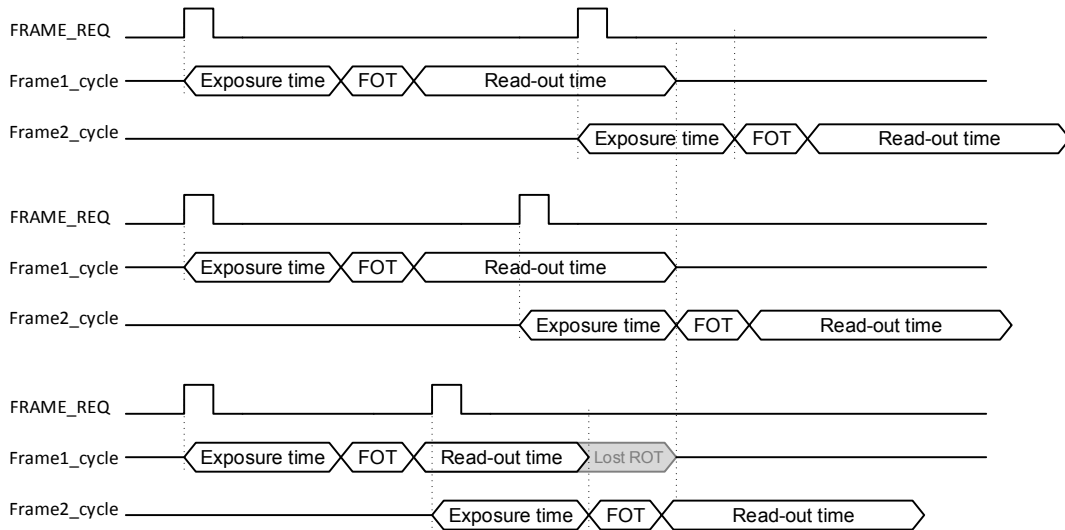 FRAME_REQ
Frame1_cycle Exposure time FOT Read-out time
Frame2_cycle Exposure time FOT Read-out time
FRAME_REQ
Frame1_cycle Exposure time FOT Read-out time
Frame2_cycle Exposure time FOT Read-out time
FRAME_REQ
Frame1_cycle Exposure time FOT Read-out time Lost ROT
Frame2_cycle Exposure time FOT Read-out time